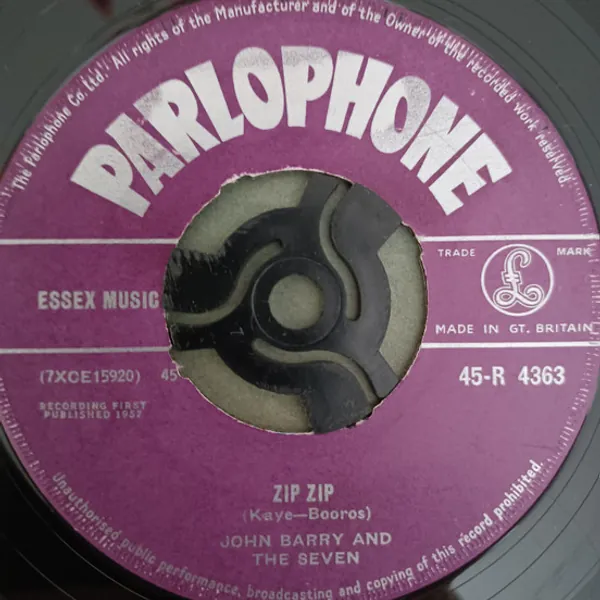 The Parlophone Co. Ltd. All rights of the Manufacturer and of the Owner of the recorded work reserved.
PARLOPHONE
TRADE MARK
£
ESSEX MUSIC
MADE IN GT. BRITAIN
(7XCE15920) 45-
45-R 4363
RECORDING FIRST
PUBLISHED 1957
ZIP ZIP
(Kaye—Booros)
JOHN BARRY AND
THE SEVEN
Unauthorised public performance, broadcasting and copying of this record prohibited.